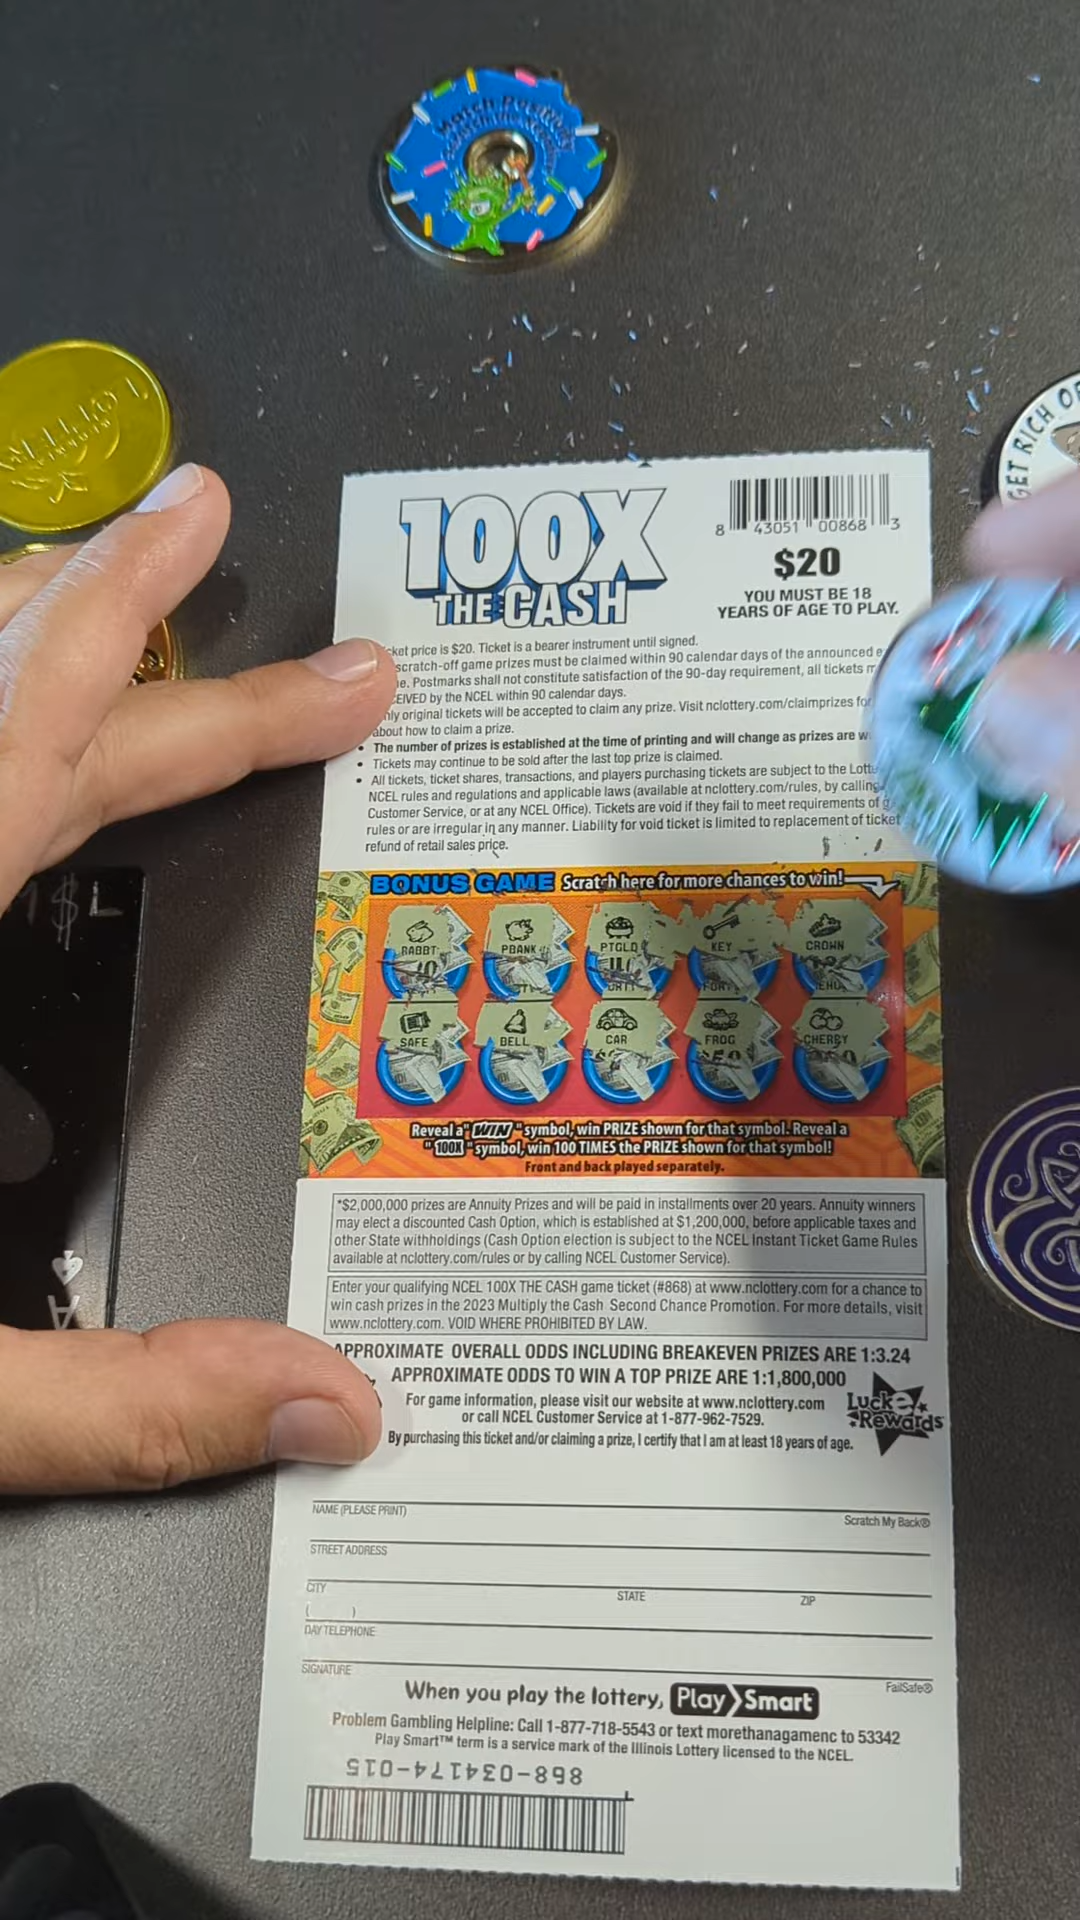 Match Positive
GET RICH OF
8 43051 00868 3
100X
THE CASH
$20
YOU MUST BE 18
YEARS OF AGE TO PLAY.
ket price is $20. Ticket is a bearer instrument until signed.
scratch-off game prizes must be claimed within 90 calendar days of the announced e
e. Postmarks shall not constitute satisfaction of the 90-day requirement, all tickets m
CEIVED by the NCEL within 90 calendar days.
nly original tickets will be accepted to claim any prize. Visit nclottery.com/claimprizes for
about how to claim a prize.
• The number of prizes is established at the time of printing and will change as prizes are w
• Tickets may continue to be sold after the last top prize is claimed.
• All tickets, ticket shares, transactions, and players purchasing tickets are subject to the Lotte
NCEL rules and regulations and applicable laws (available at nclottery.com/rules, by calling
Customer Service, or at any NCEL Office). Tickets are void if they fail to meet requirements of g
rules or are irregular in any manner. Liability for void ticket is limited to replacement of ticket
refund of retail sales price.
BONUS GAME Scratch here for more chances to win!
RABBT PBANK PTGLD KEY CROWN
SAFE BELL CAR FROG CHERRY
Reveal a "WIN" symbol, win PRIZE shown for that symbol. Reveal a
"100X" symbol, win 100 TIMES the PRIZE shown for that symbol!
Front and back played separately.
*$2,000,000 prizes are Annuity Prizes and will be paid in installments over 20 years. Annuity winners
may elect a discounted Cash Option, which is established at $1,200,000, before applicable taxes and
other State withholdings (Cash Option election is subject to the NCEL Instant Ticket Game Rules
available at nclottery.com/rules or by calling NCEL Customer Service).
Enter your qualifying NCEL 100X THE CASH game ticket (#868) at www.nclottery.com for a chance to
win cash prizes in the 2023 Multiply the Cash Second Chance Promotion. For more details, visit
www.nclottery.com. VOID WHERE PROHIBITED BY LAW.
APPROXIMATE OVERALL ODDS INCLUDING BREAKEVEN PRIZES ARE 1:3.24
APPROXIMATE ODDS TO WIN A TOP PRIZE ARE 1:1,800,000
For game information, please visit our website at www.nclottery.com
or call NCEL Customer Service at 1-877-962-7529.
Lucke
Rewards
By purchasing this ticket and/or claiming a prize, I certify that I am at least 18 years of age.
NAME (PLEASE PRINT)
Scratch My Back®
STREET ADDRESS
CITY STATE ZIP
( )
DAY TELEPHONE
SIGNATURE
FailSafe®
When you play the lottery, Play Smart
Problem Gambling Helpline: Call 1-877-718-5543 or text morethanagamenc to 53342
Play Smart™ term is a service mark of the Illinois Lottery licensed to the NCEL.
868-034174-015
A